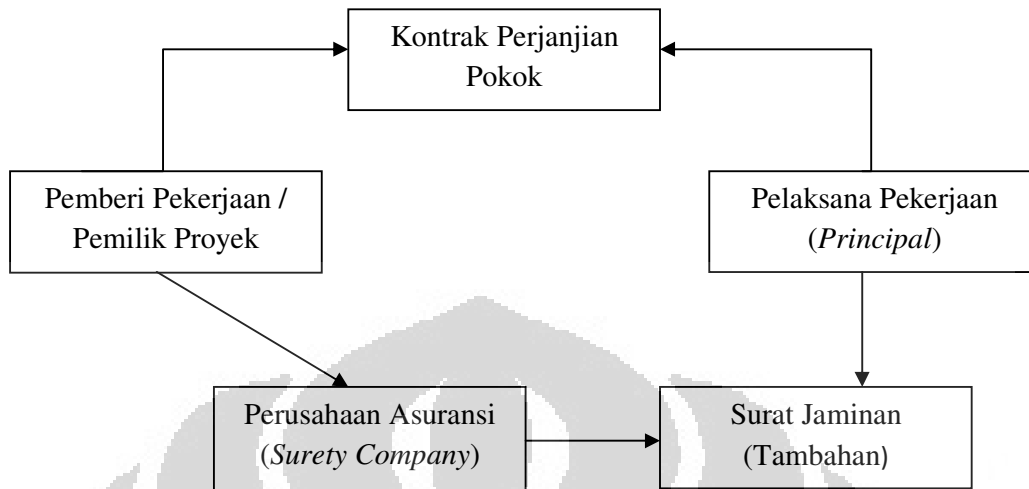 Kontrak Perjanjian
Pokok
Pemberi Pekerjaan /
Pemilik Proyek
Pelaksana Pekerjaan
(Principal)
Perusahaan Asuransi
(Surety Company)
Surat Jaminan
(Tambahan)